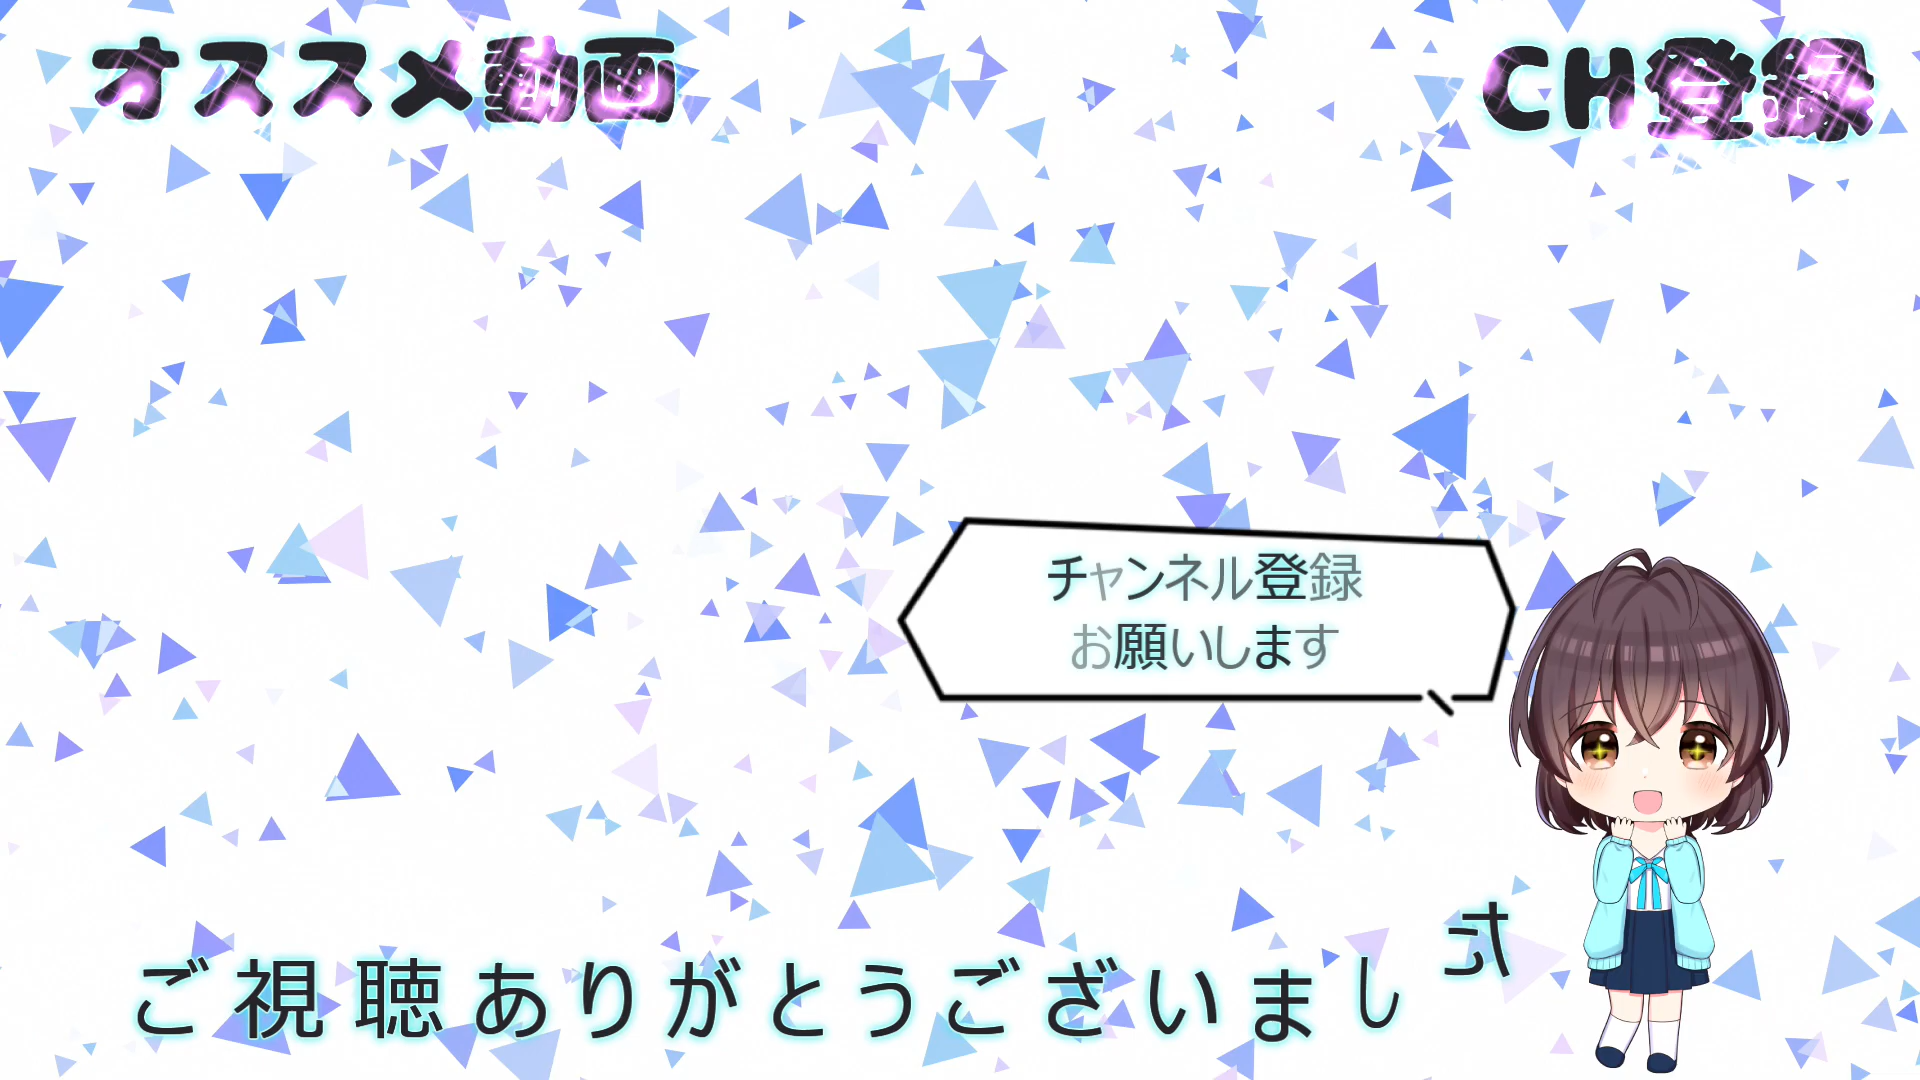 オススメ動画
CH登録
チャンネル登録
お願いします
ご視聴ありがとうございました